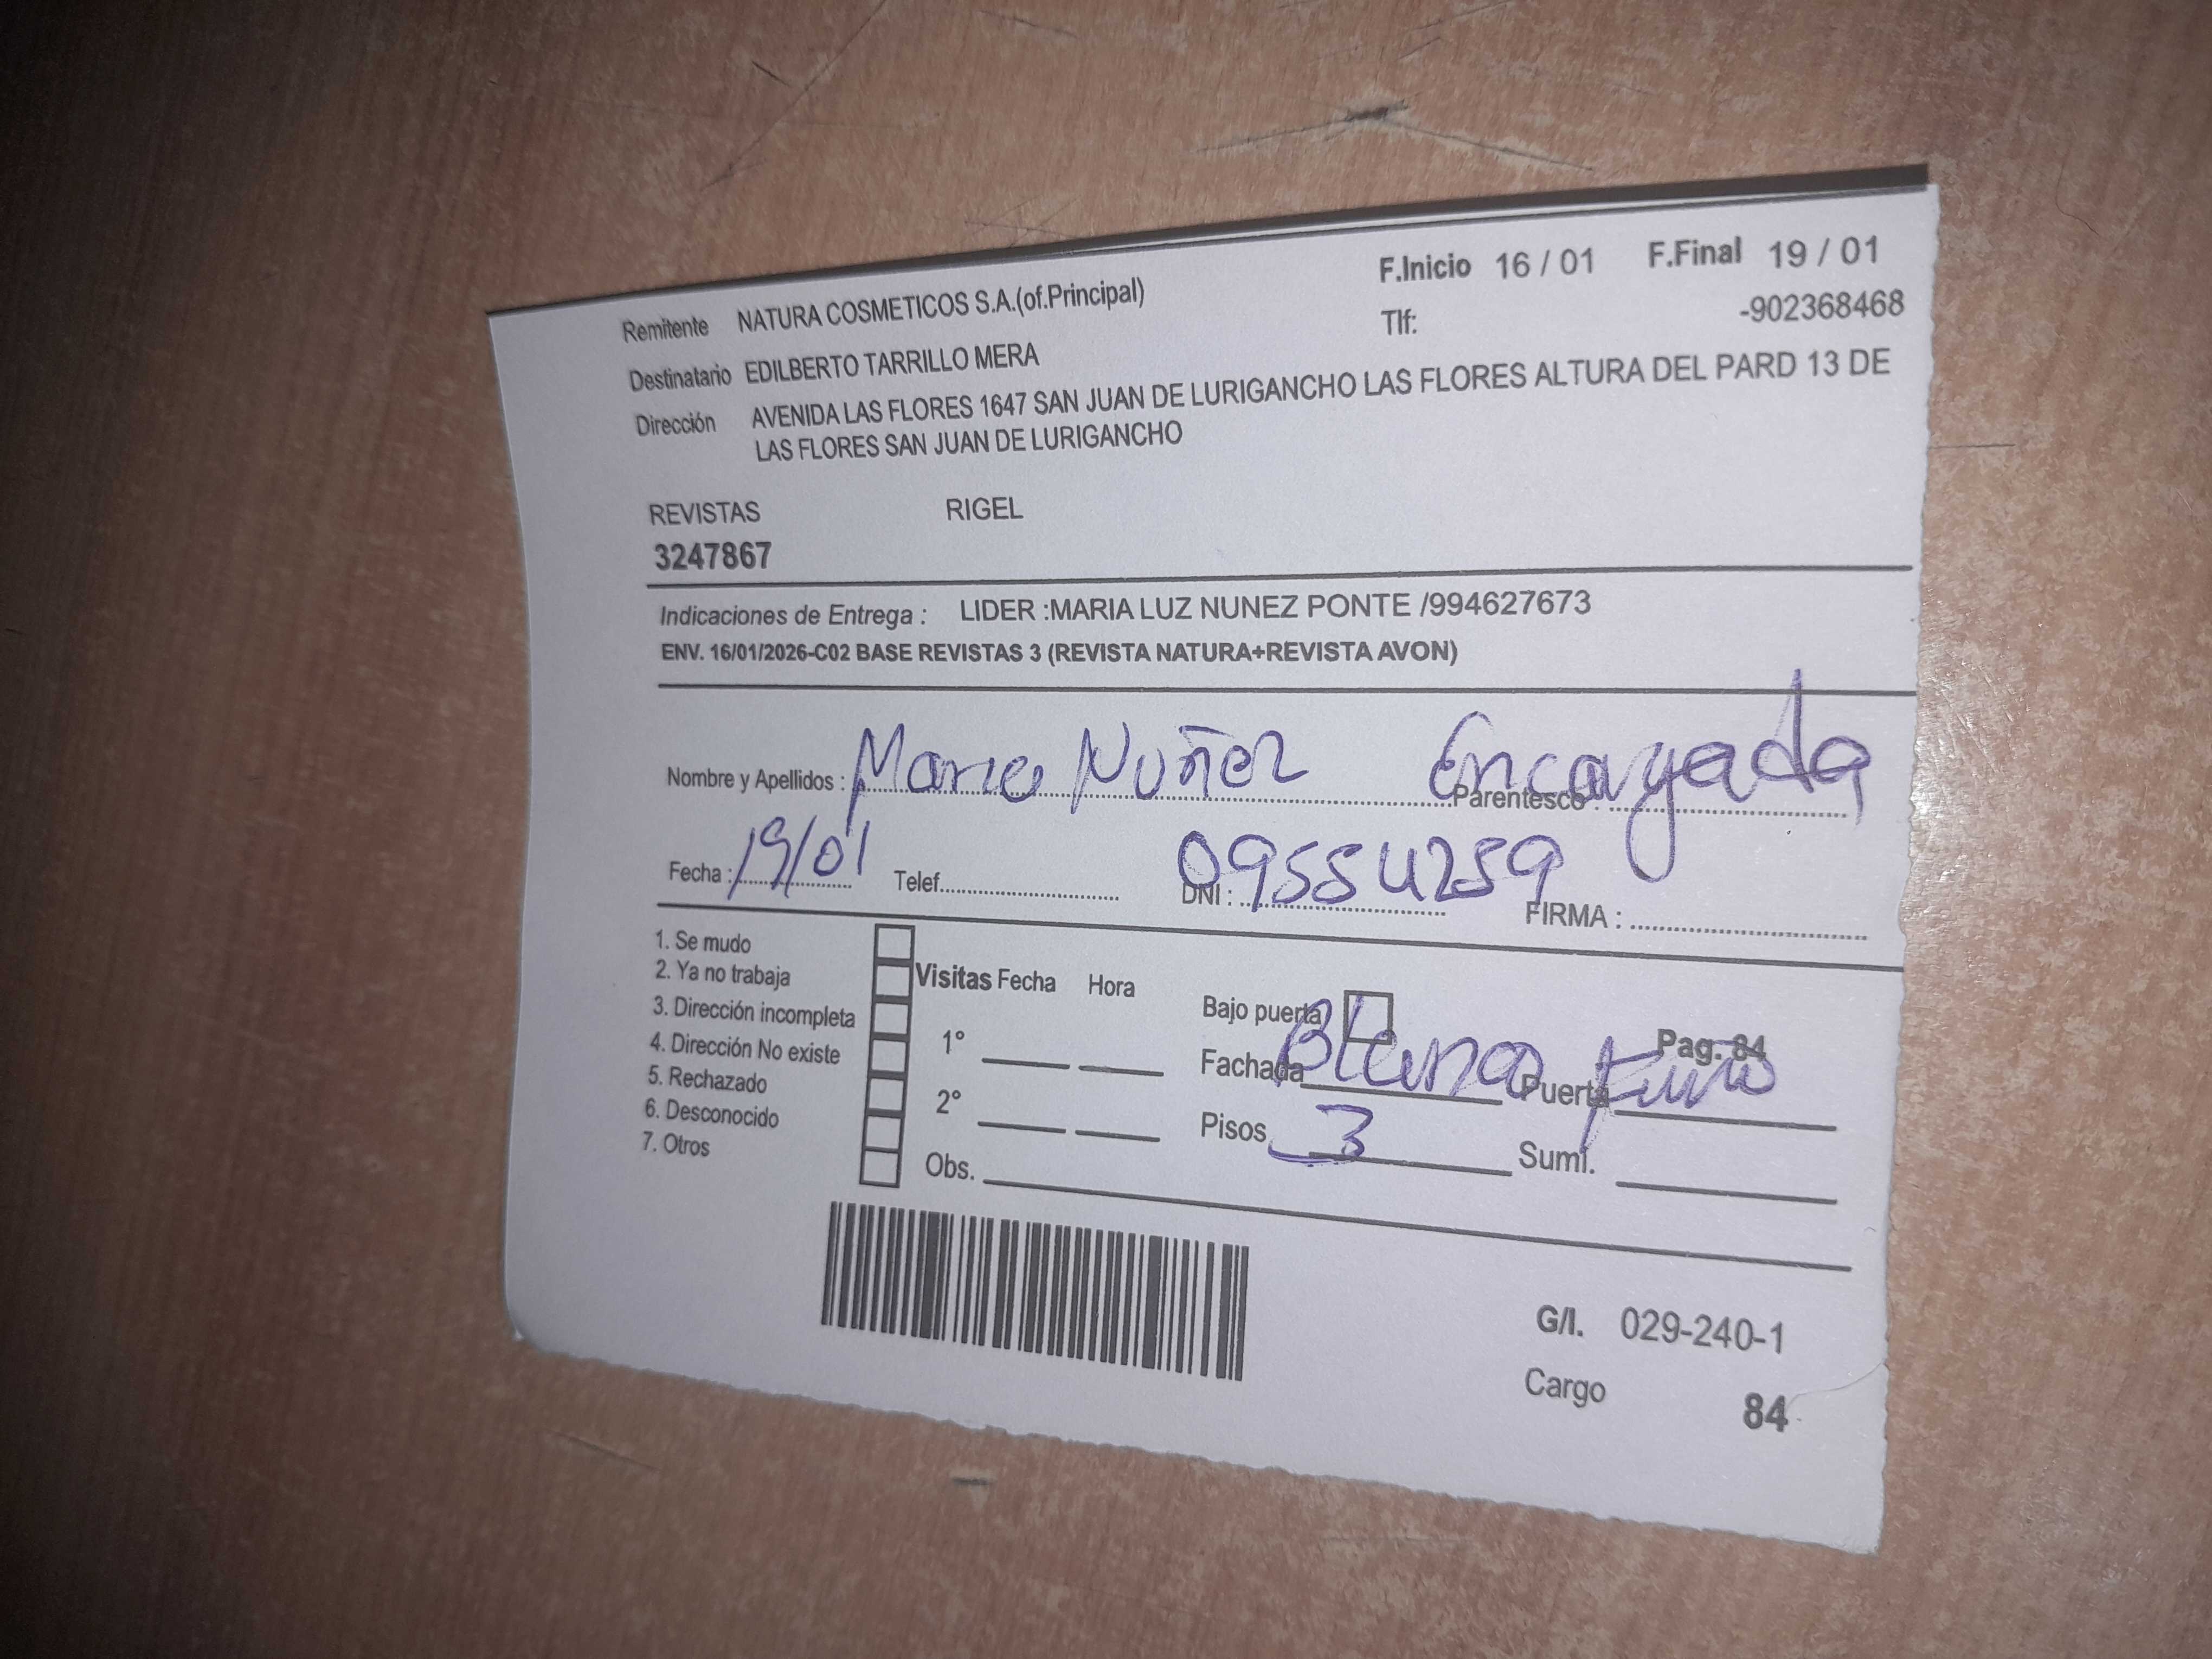 F.Inicio 16 / 01 F.Final 19 / 01
Remitente NATURA COSMETICOS S.A.(of.Principal)
Tlf: -902368468
Destinatario EDILBERTO TARRILLO MERA
Dirección AVENIDA LAS FLORES 1647 SAN JUAN DE LURIGANCHO LAS FLORES ALTURA DEL PARD 13 DE
LAS FLORES SAN JUAN DE LURIGANCHO
REVISTAS RIGEL
3247867
Indicaciones de Entrega : LIDER :MARIA LUZ NUNEZ PONTE /994627673
ENV. 16/01/2026-C02 BASE REVISTAS 3 (REVISTA NATURA+REVISTA AVON)
Nombre y Apellidos : Nuñez Parentesco : Encargada
Fecha : 19/01 Telef. DNI : 09554259 FIRMA :
1. Se mudo
2. Ya no trabaja
3. Dirección incompleta
4. Dirección No existe
5. Rechazado
6. Desconocido
7. Otros
Visitas Fecha Hora
1°
2°
Obs.
Bajo puerta Pag. 84
Fachada Puerta
Pisos 3 Sumi.
G/I. 029-240-1
Cargo 84